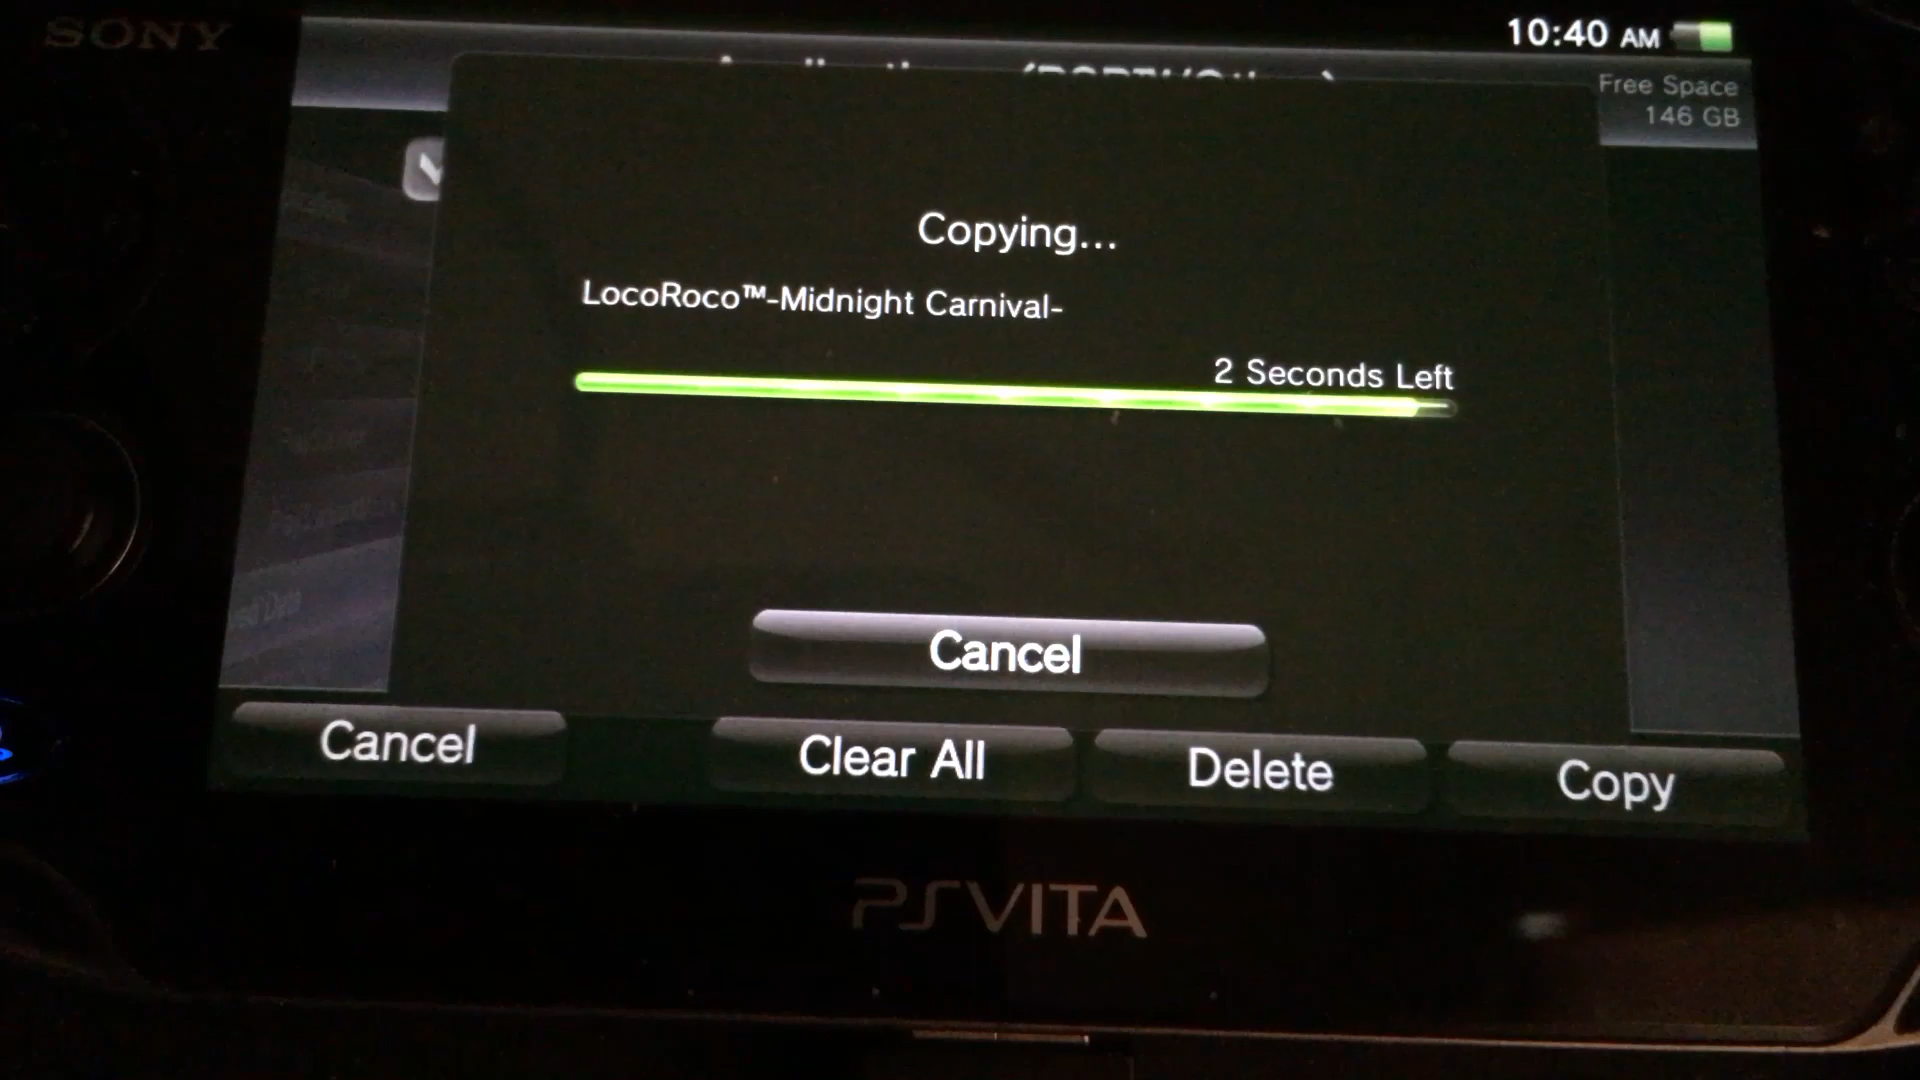 SONY
10:40 AM
Free Space
146 GB
Copying...
LocoRoco™-Midnight Carnival-
2 Seconds Left
Cancel
Cancel
Clear All
Delete
Copy
PSVITA